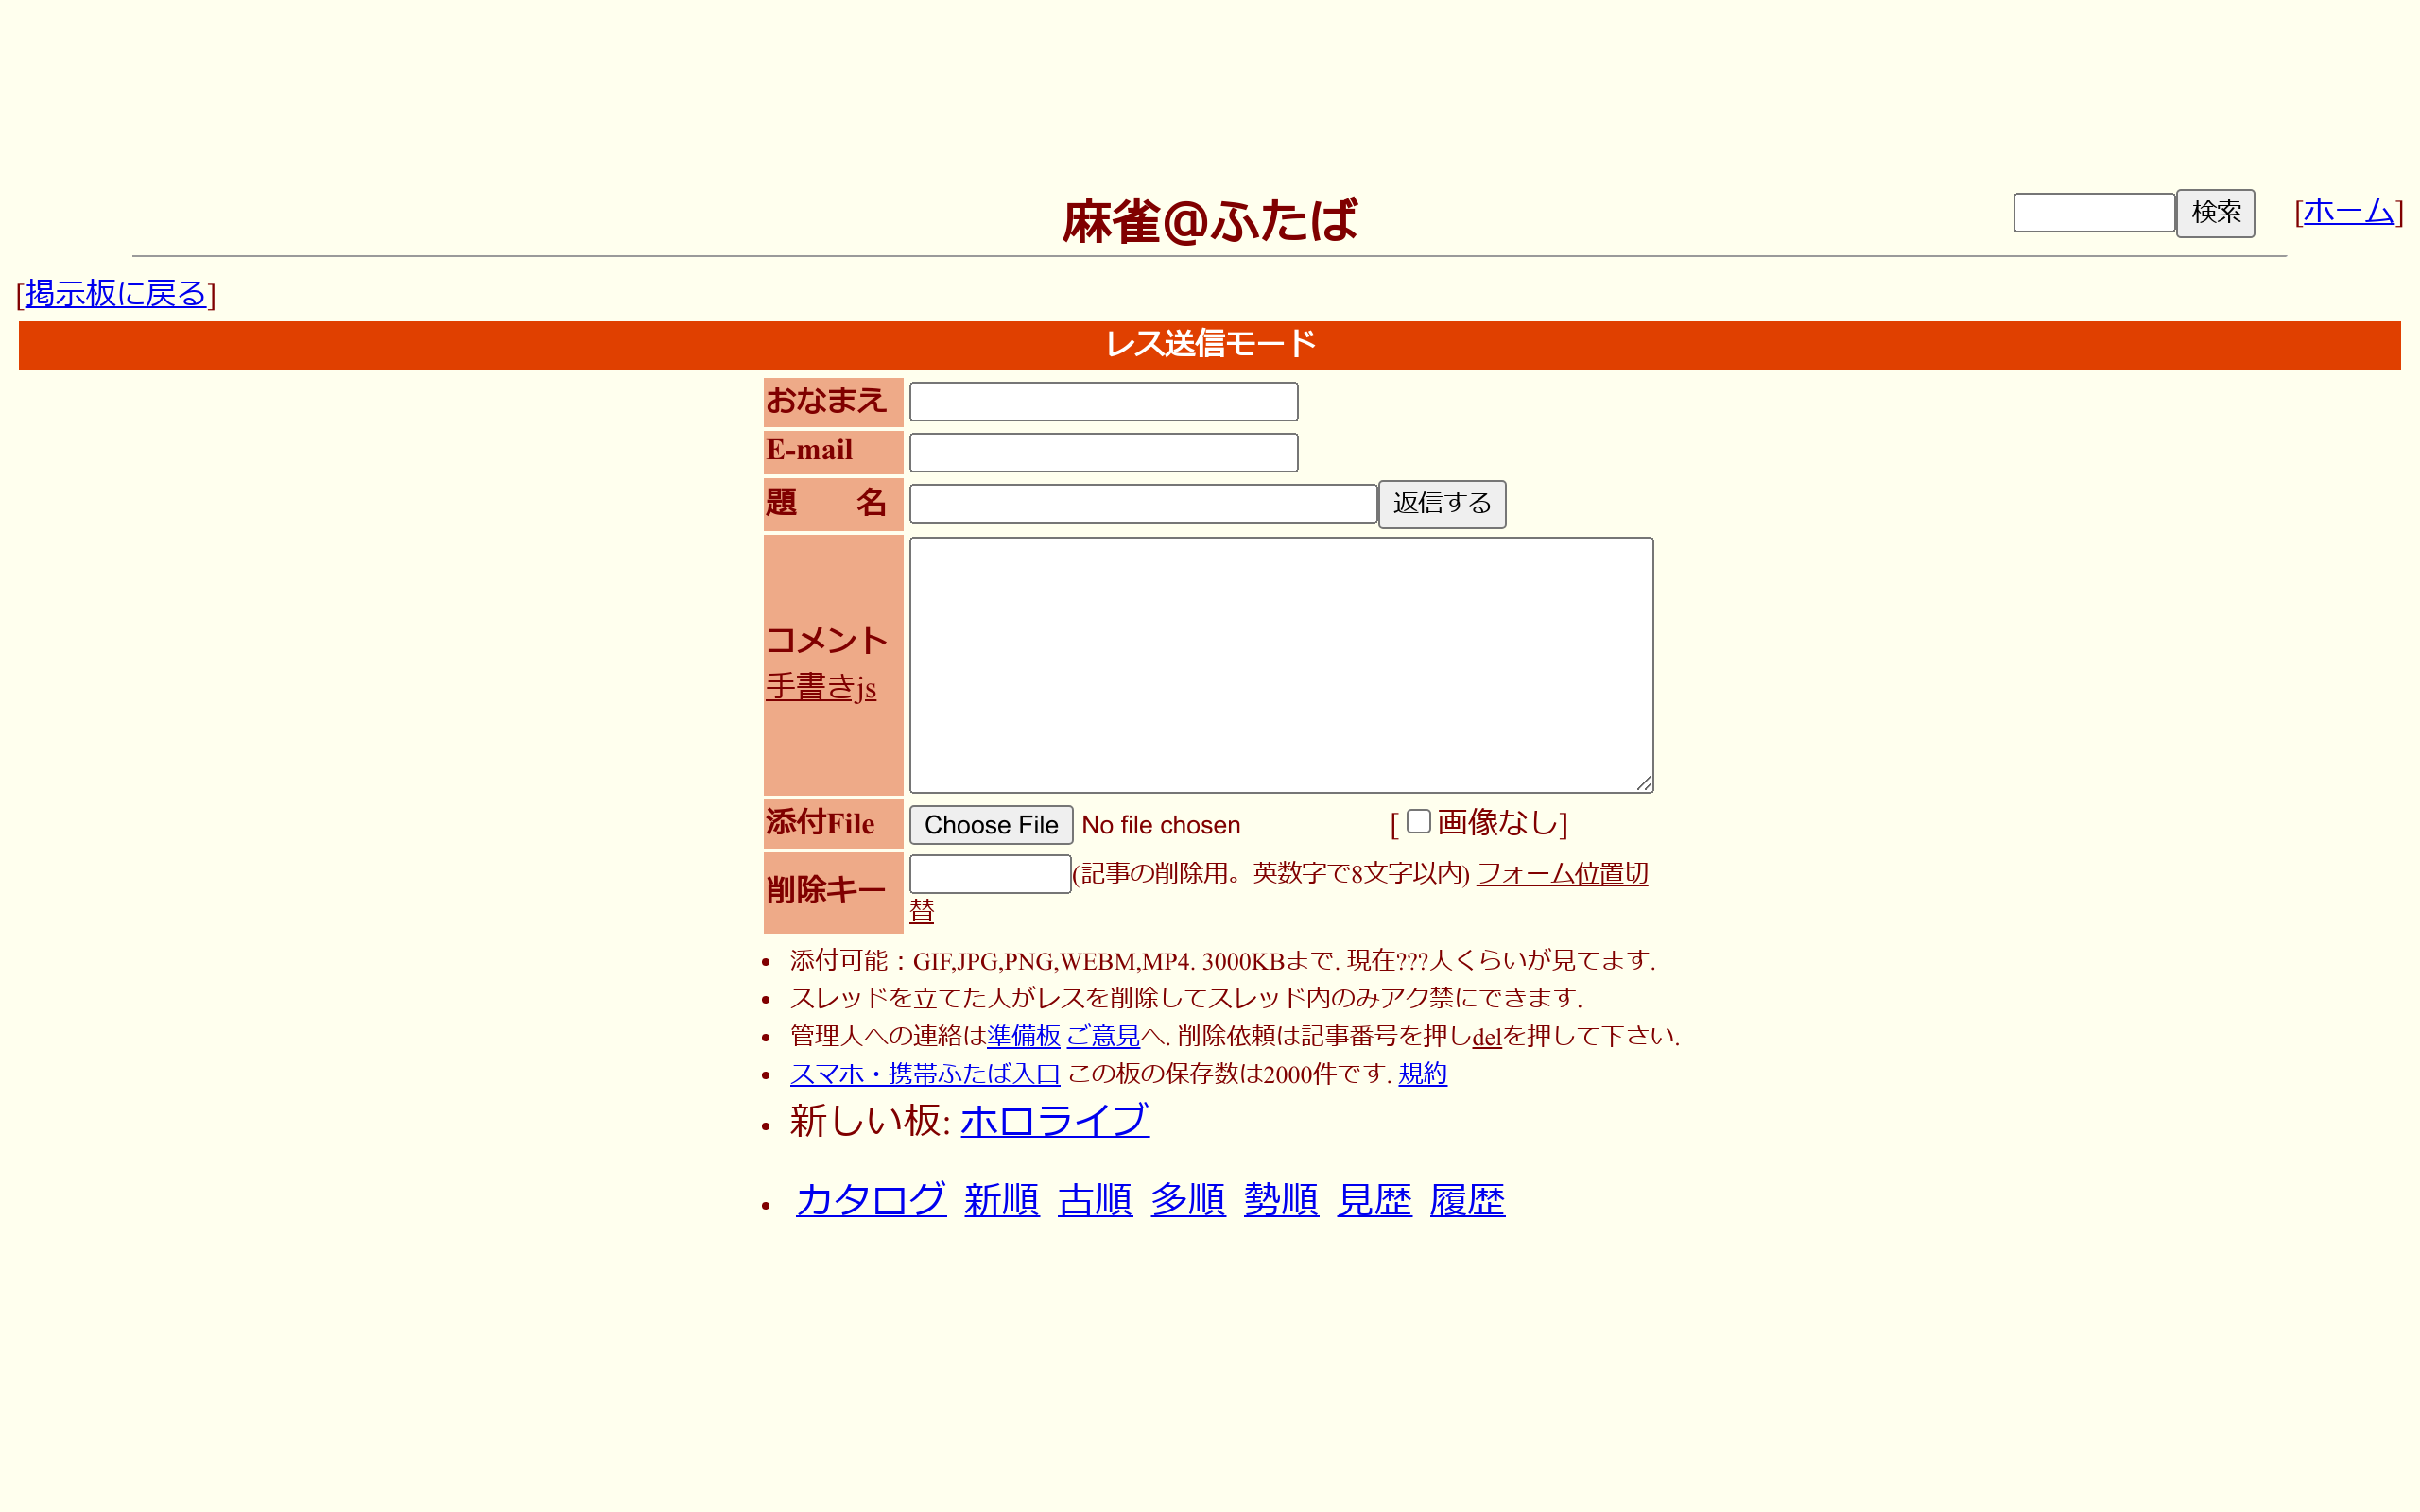 麻雀@ふたば
検索 [ホーム]
[掲示板に戻る]
レス送信モード
おなまえ
E-mail
題　　名 返信する
コメント
手書きjs
添付File Choose File No file chosen [画像なし]
削除キー (記事の削除用。英数字で8文字以内) フォーム位置切
替
• 添付可能：GIF,JPG,PNG,WEBM,MP4. 3000KBまで. 現在???人くらいが見てます.
• スレッドを立てた人がレスを削除してスレッド内のみアク禁にできます.
• 管理人への連絡は準備板 ご意見へ. 削除依頼は記事番号を押しdelを押して下さい.
• スマホ・携帯ふたば入口 この板の保存数は2000件です. 規約
• 新しい板: ホロライブ
• カタログ 新順 古順 多順 勢順 見歴 履歴